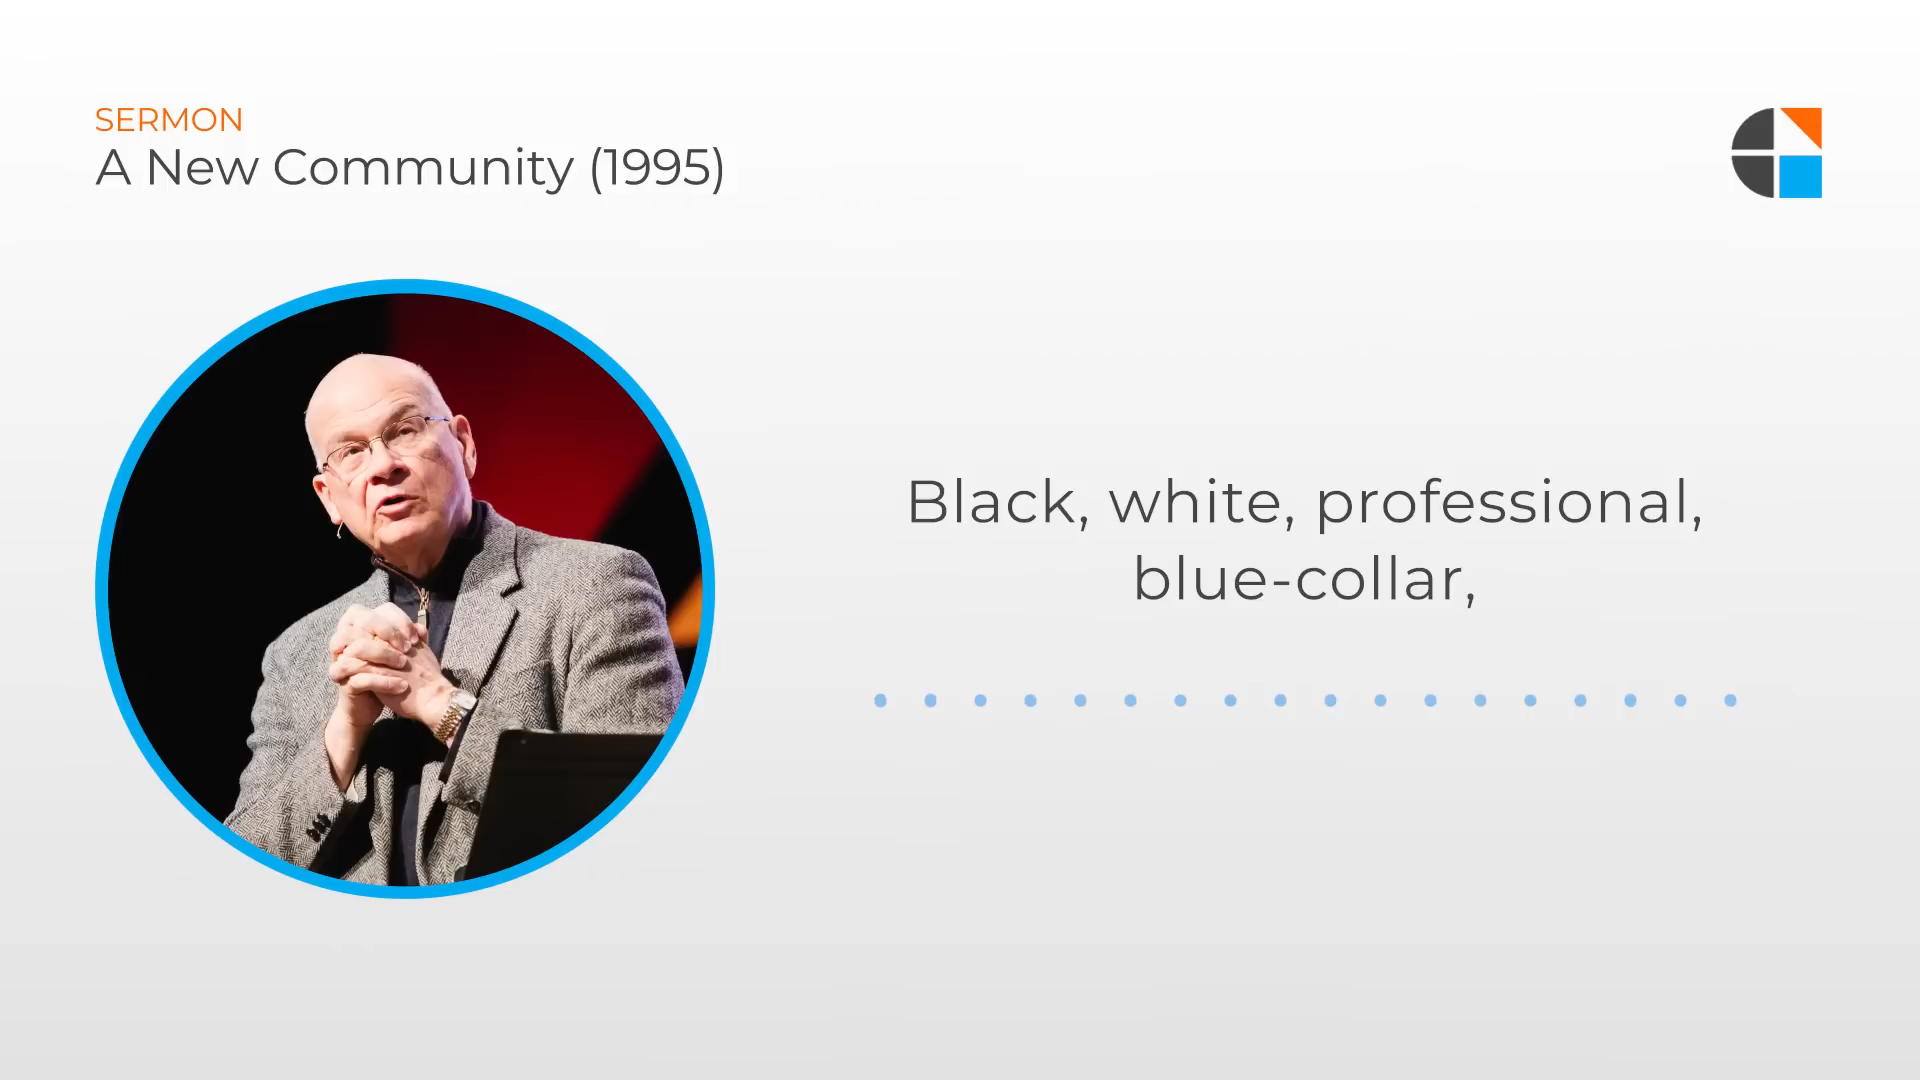 SERMON
A New Community (1995)
Black, white, professional,
blue-collar,